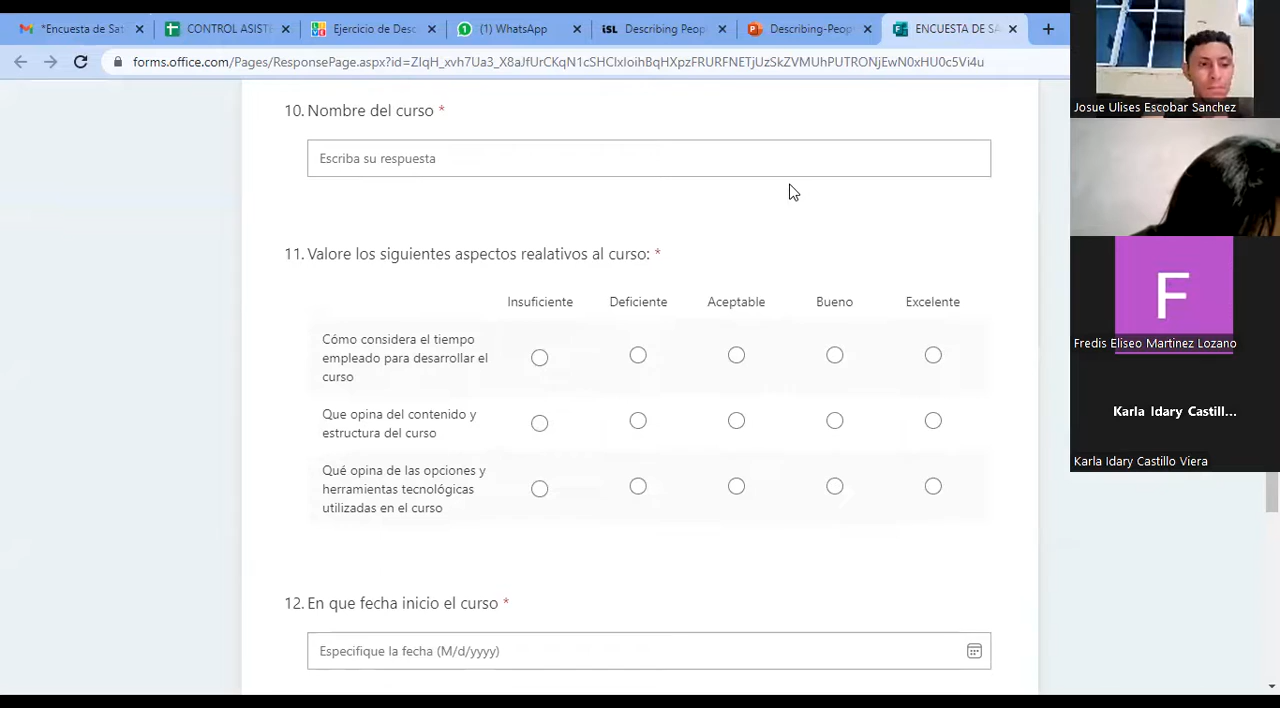 *Encuesta de Sat
CONTROL ASIST
Ejercicio de Desc
(1) WhatsApp
iSL Describing Peopl
Describing-Peop
ENCUESTA DE SA
forms.office.com/Pages/ResponsePage.aspx?id=ZIqH_xvh7Ua3_X9aJfUrCKqN1cSHCIxIoihBqHXpzFRURFNETjUzSkZVMUhPUTRONjEwN0xHU0c5Vi4u
10. Nombre del curso *
Escriba su respuesta
11. Valore los siguientes aspectos realativos al curso: *
Insuficiente Deficiente Aceptable Bueno Excelente
Cómo considera el tiempo
empleado para desarrollar el
curso
Que opina del contenido y
estructura del curso
Qué opina de las opciones y
herramientas tecnológicas
utilizadas en el curso
12. En que fecha inicio el curso *
Especifique la fecha (M/d/yyyy)
Josue Ulises Escobar Sanchez
F
Fredis Eliseo Martinez Lozano
Karla Idary Castill...
Karla Idary Castillo Viera